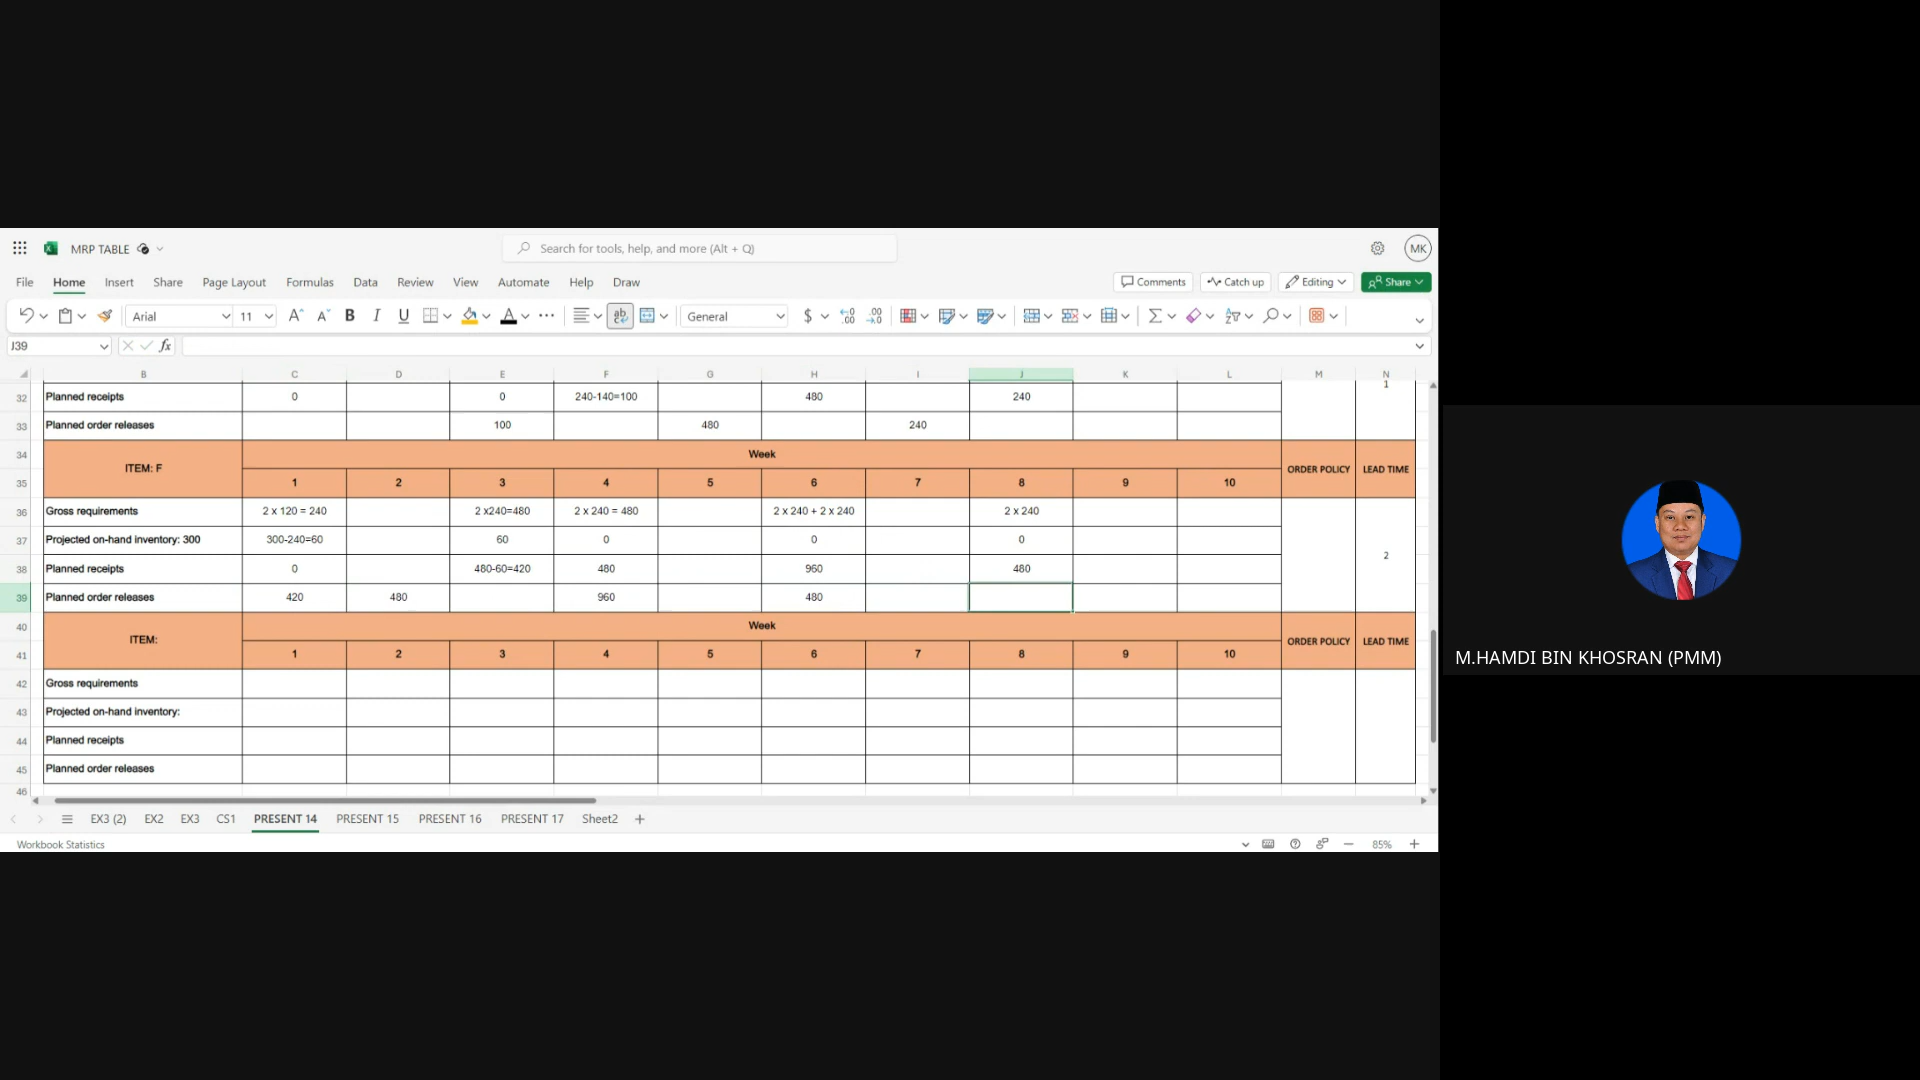 MRP TABLE
Search for tools, help, and more (Alt + Q)
MK
File Home Insert Share Page Layout Formulas Data Review View Automate Help Draw
Comments Catch up Editing Share
Arial 11 A^ Aˇ B I U A ... ab General $
J39 fx
B C D E F G H I J K L M N
32 Planned receipts 0 0 240-140=100 480 240 1
33 Planned order releases 100 480 240
34 ITEM: F Week ORDER POLICY LEAD TIME
35 1 2 3 4 5 6 7 8 9 10
36 Gross requirements 2 x 120 = 240 2 x240=480 2 x 240 = 480 2 x 240 + 2 x 240 2 x 240
37 Projected on-hand inventory: 300 300-240=60 60 0 0 0 2
38 Planned receipts 0 480-60=420 480 960 480
39 Planned order releases 420 480 960 480
40 ITEM: Week ORDER POLICY LEAD TIME
41 1 2 3 4 5 6 7 8 9 10
42 Gross requirements
43 Projected on-hand inventory:
44 Planned receipts
45 Planned order releases
46
EX3 (2) EX2 EX3 CS1 PRESENT 14 PRESENT 15 PRESENT 16 PRESENT 17 Sheet2 +
Workbook Statistics 85%
M.HAMDI BIN KHOSRAN (PMM)